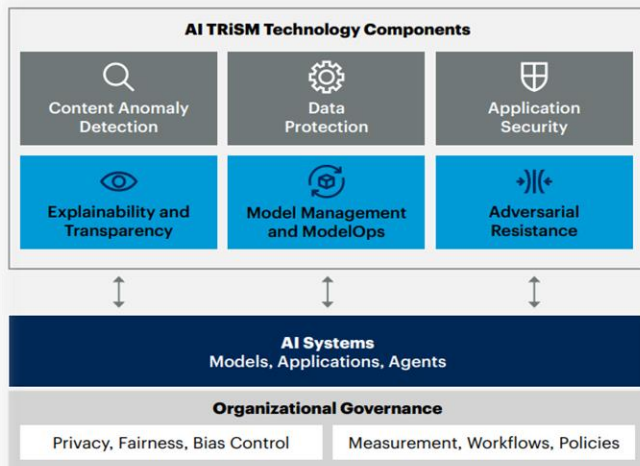 AI TRiSM Technology Components
Content Anomaly
Detection
Data
Protection
Application
Security
Explainability and
Transparency
Model Management
and ModelOps
Adversarial
Resistance
AI Systems
Models, Applications, Agents
Organizational Governance
Privacy, Fairness, Bias Control
Measurement, Workflows, Policies